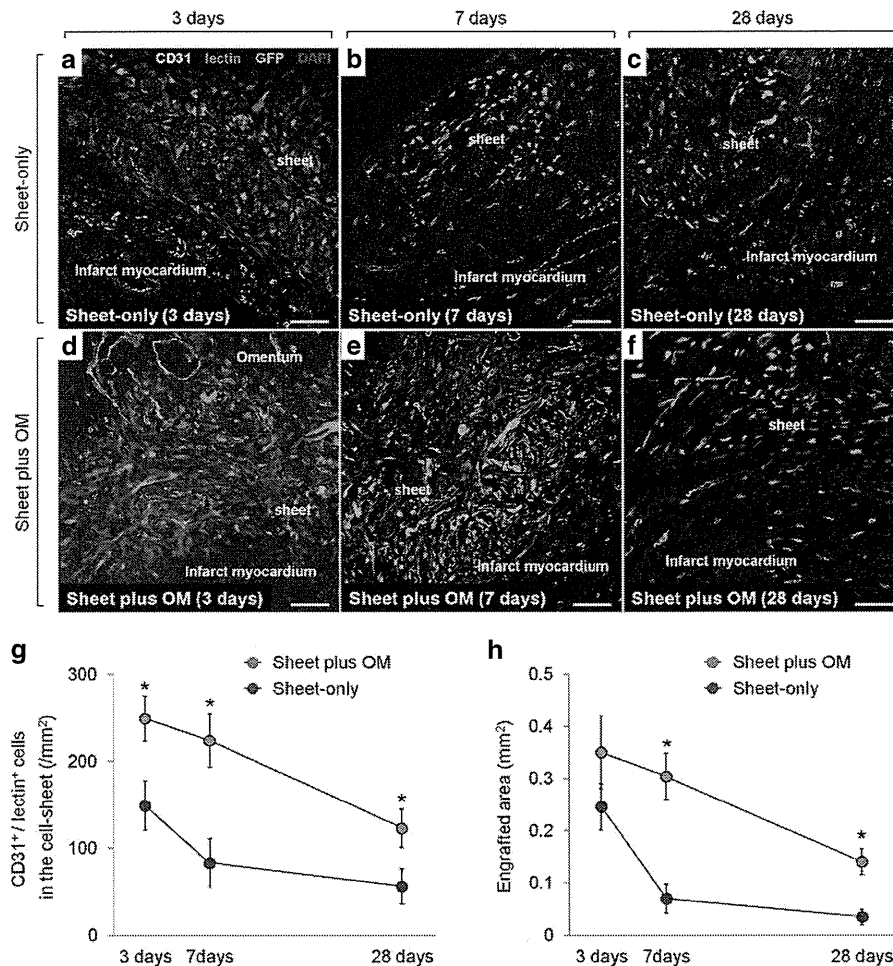 3 days 7 days 28 days
Sheet-only
a CD31 lectin GFP DAPI
sheet
Infarct myocardium
Sheet-only (3 days)
b
sheet
Infarct myocardium
Sheet-only (7 days)
c
sheet
Infarct myocardium
Sheet-only (28 days)
Sheet plus OM
d
Omentum
sheet
Infarct myocardium
Sheet plus OM (3 days)
e
sheet
Infarct myocardium
Sheet plus OM (7 days)
f
sheet
Infarct myocardium
Sheet plus OM (28 days)
g
Sheet plus OM
Sheet-only
CD31⁺/ lectin⁺ cells
in the cell-sheet (/mm²)
300
200
100
0
* * *
3 days 7days 28 days
h
Sheet plus OM
Sheet-only
Engrafted area (mm²)
0.5
0.4
0.3
0.2
0.1
0
* *
3 days 7days 28 days